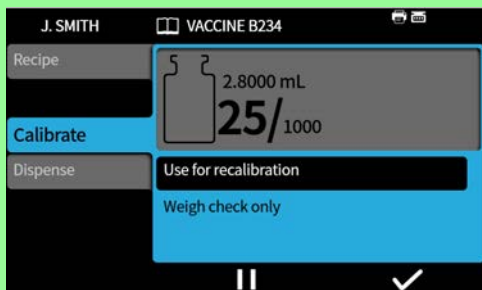 J. SMITH
VACCINE B234
Recipe
Calibrate
Dispense
2.8000 mL
25/1000
Use for recalibration
Weigh check only